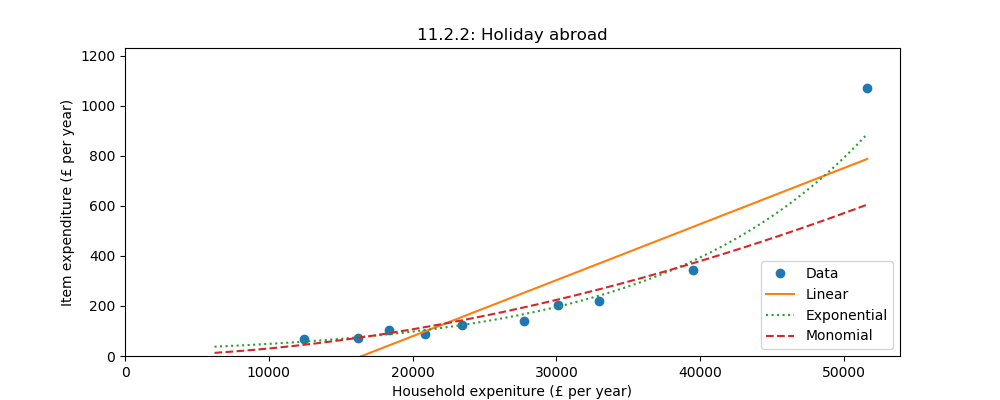 11.2.2: Holiday abroad
1200
1000
800
600
400
200
0
Item expenditure (£ per year)
0
10000
20000
30000
40000
50000
Household expeniture (£ per year)
Data
Linear
Exponential
Monomial